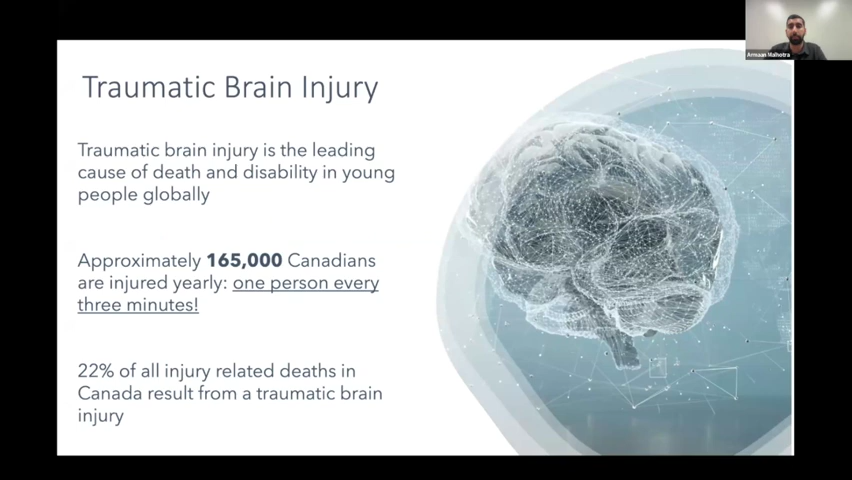 Armaan Malhotra
Traumatic Brain Injury
Traumatic brain injury is the leading
cause of death and disability in young
people globally
Approximately 165,000 Canadians
are injured yearly: one person every
three minutes!
22% of all injury related deaths in
Canada result from a traumatic brain
injury